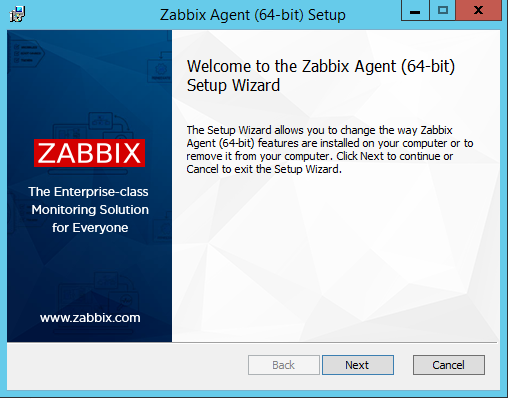 Zabbix Agent (64-bit) Setup
Welcome to the Zabbix Agent (64-bit)
Setup Wizard
The Setup Wizard allows you to change the way Zabbix
Agent (64-bit) features are installed on your computer or to
remove it from your computer. Click Next to continue or
Cancel to exit the Setup Wizard.
ZABBIX
The Enterprise-class
Monitoring Solution
for Everyone
www.zabbix.com
Back
Next
Cancel